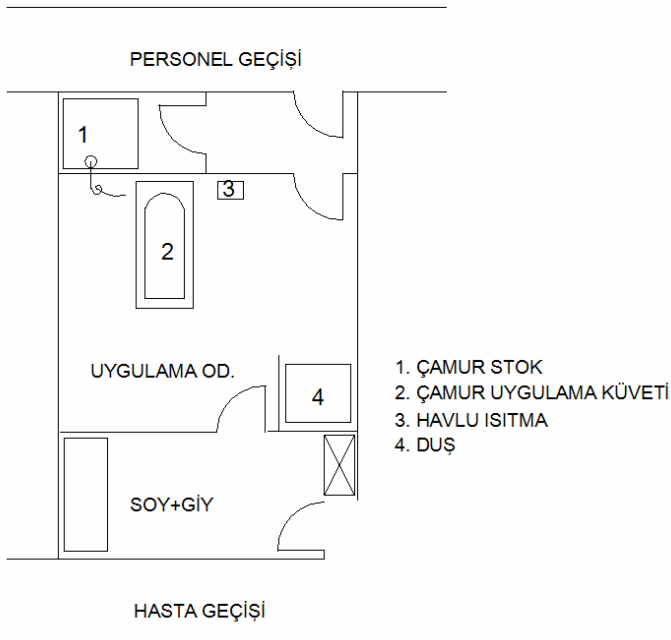 PERSONEL GEÇİŞİ
1
3
2
UYGULAMA OD.
4
1. ÇAMUR STOK
2. ÇAMUR UYGULAMA KÜVETİ
3. HAVLU ISITMA
4. DUŞ
SOY+GİY
HASTA GEÇİŞİ